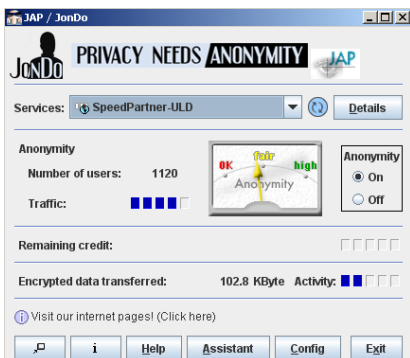 JAP / JonDo
JonDo PRIVACY NEEDS ANONYMITY JAP
Services: SpeedPartner-ULD Details
Anonymity
Number of users: 1120
Traffic:
OK fair high
Anonymity
Anonymity
On
Off
Remaining credit:
Encrypted data transferred: 102.8 KByte Activity:
i Visit our internet pages! (Click here)
i Help Assistant Config Exit